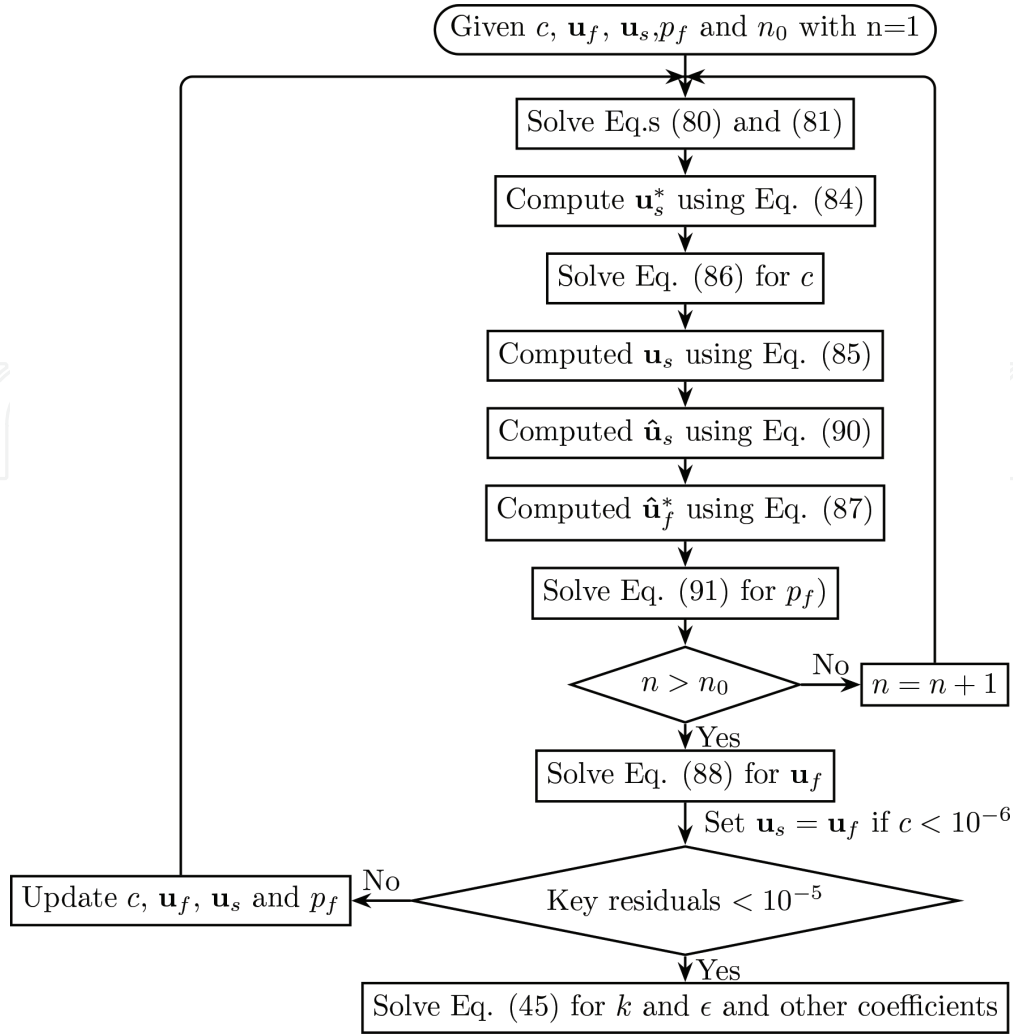 Given c, u_f, u_s,p_f and n_0 with n=1
Solve Eq.s (80) and (81)
Compute u_s^* using Eq. (84)
Solve Eq. (86) for c
Computed u_s using Eq. (85)
Computed û_s using Eq. (90)
Computed û_f^* using Eq. (87)
Solve Eq. (91) for p_f)
n > n_0
No
n = n + 1
Yes
Solve Eq. (88) for u_f
Set u_s = u_f if c < 10^{-6}
Key residuals < 10^{-5}
No
Update c, u_f, u_s and p_f
Yes
Solve Eq. (45) for k and ϵ and other coefficients